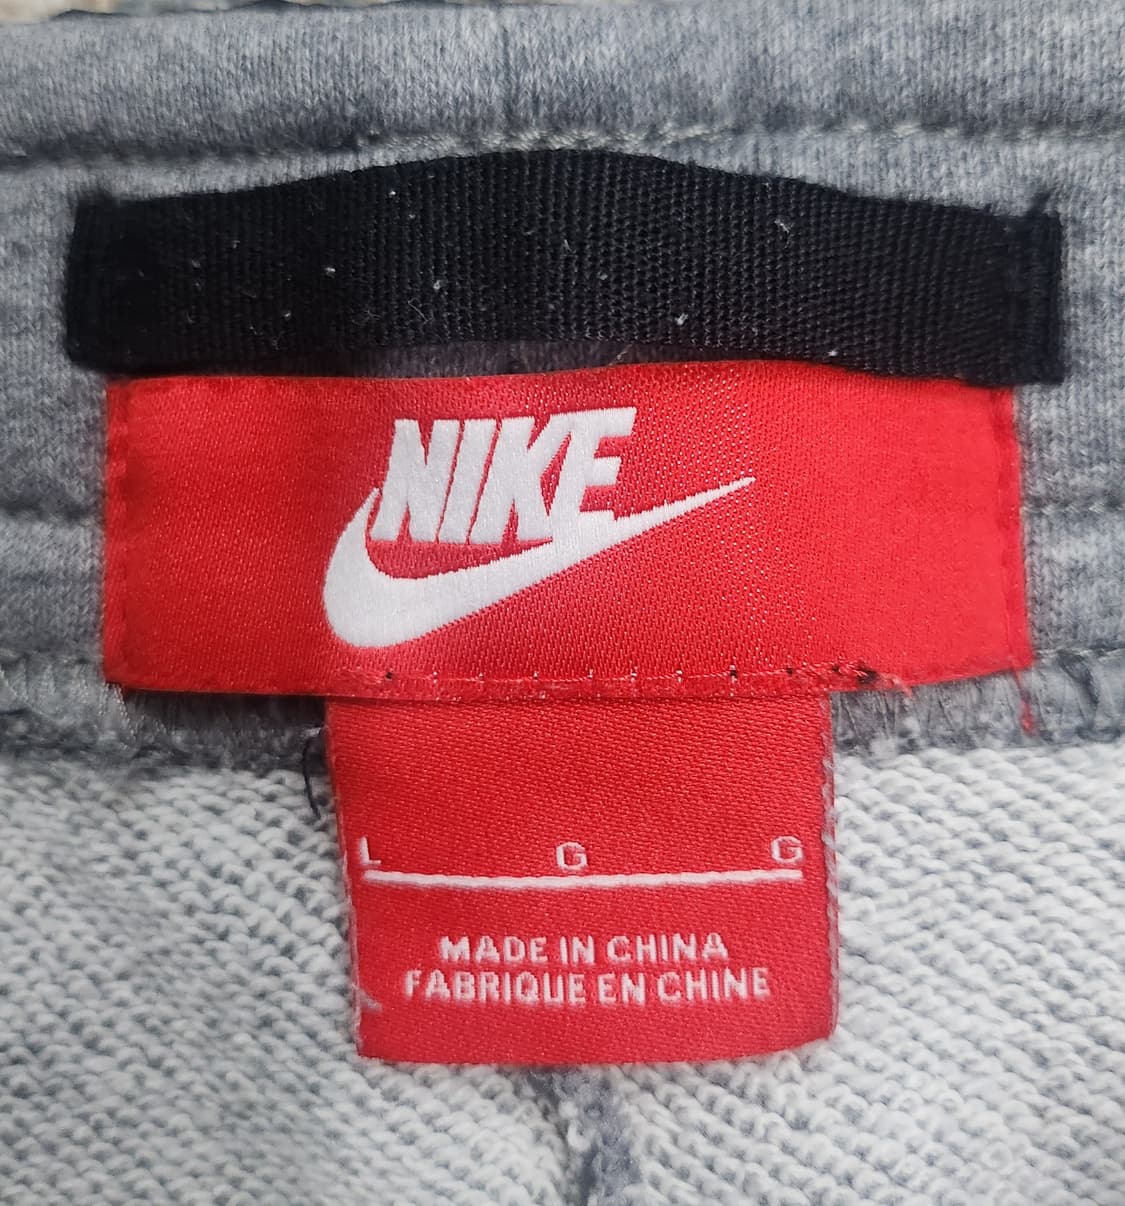 NIKE
L G G
MADE IN CHINA
FABRIQUE EN CHINE